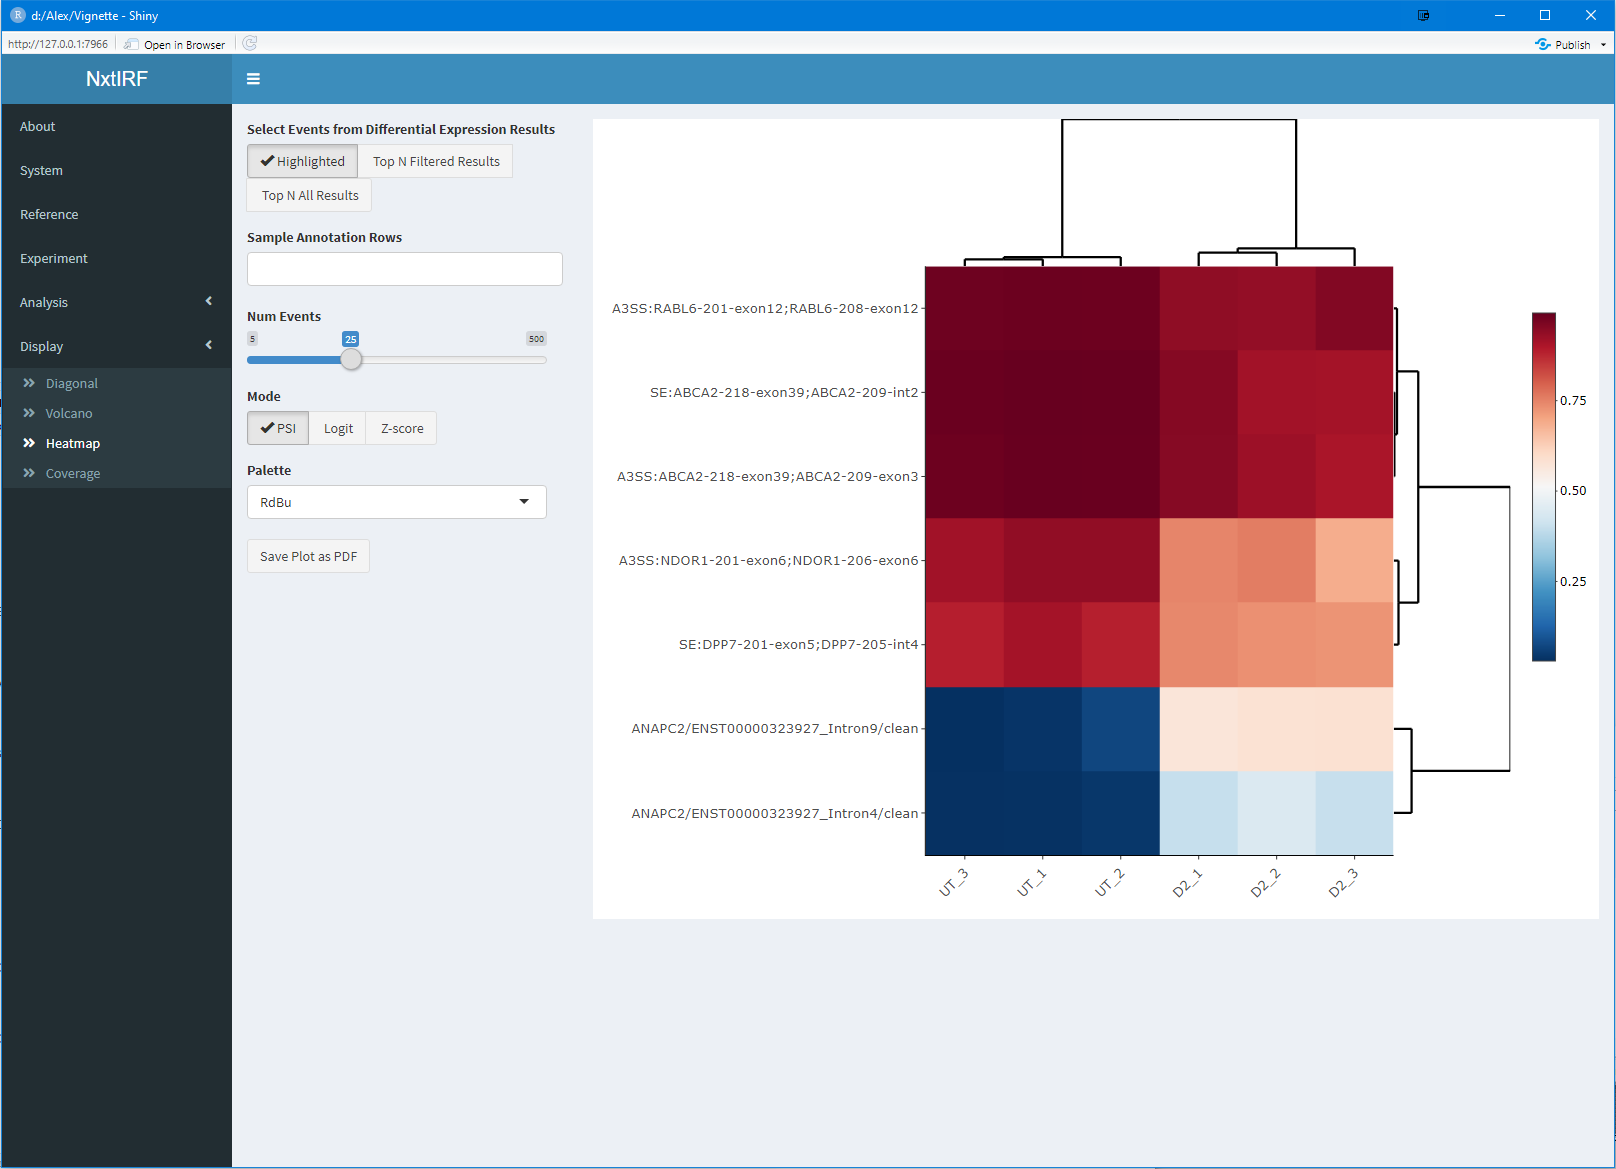 R d:/Alex/Vignette - Shiny
http://127.0.0.1:7966 Open in Browser Publish
NxtIRF
About
System
Reference
Experiment
Analysis
Display
Diagonal
Volcano
Heatmap
Coverage
Select Events from Differential Expression Results
Highlighted Top N Filtered Results
Top N All Results
Sample Annotation Rows
Num Events
5 25 500
Mode
PSI Logit Z-score
Palette
RdBu
Save Plot as PDF
A3SS:RABL6-201-exon12;RABL6-208-exon12
SE:ABCA2-218-exon39;ABCA2-209-int2
A3SS:ABCA2-218-exon39;ABCA2-209-exon3
A3SS:NDOR1-201-exon6;NDOR1-206-exon6
SE:DPP7-201-exon5;DPP7-205-int4
ANAPC2/ENST00000323927_Intron9/clean
ANAPC2/ENST00000323927_Intron4/clean
UT_3 UT_1 UT_2 D2_1 D2_2 D2_3
0.75
0.50
0.25